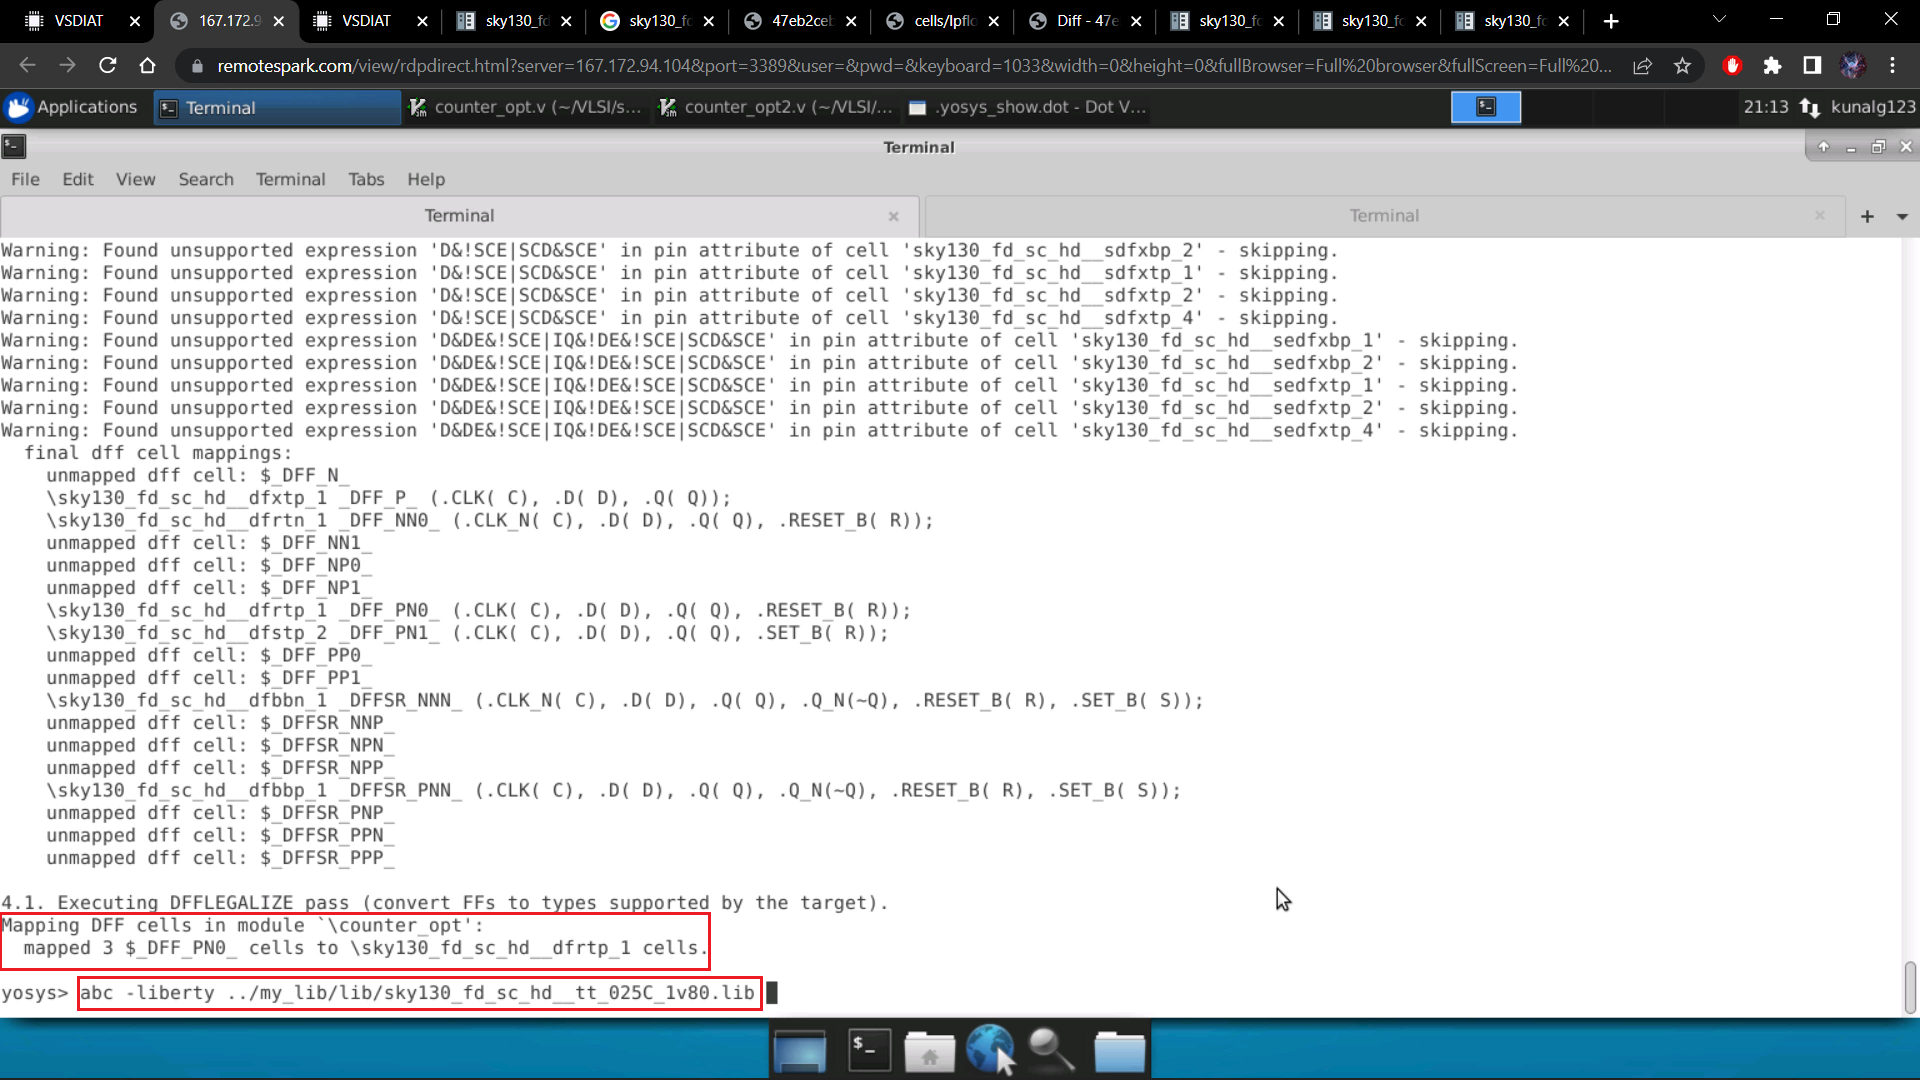 VSDIAT
167.172.9
VSDIAT
sky130_fd
sky130_fc
47eb2ceb
cells/lpflo
Diff - 47e
sky130_fc
sky130_fc
sky130_fc
remotespark.com/view/rdpdirect.html?server=167.172.94.104&port=3389&user=&pwd=&keyboard=1033&width=0&height=0&fullBrowser=Full%20browser&fullScreen=Full%20...
Applications
Terminal
counter_opt.v (~/VLSI/s...
counter_opt2.v (~/VLSI/...
.yosys_show.dot - Dot V...
21:13
kunalg123
Terminal
File Edit View Search Terminal Tabs Help
Terminal
Terminal
Warning: Found unsupported expression 'D&!SCE|SCD&SCE' in pin attribute of cell 'sky130_fd_sc_hd__sdfxbp_2' - skipping.
Warning: Found unsupported expression 'D&!SCE|SCD&SCE' in pin attribute of cell 'sky130_fd_sc_hd__sdfxtp_1' - skipping.
Warning: Found unsupported expression 'D&!SCE|SCD&SCE' in pin attribute of cell 'sky130_fd_sc_hd__sdfxtp_2' - skipping.
Warning: Found unsupported expression 'D&!SCE|SCD&SCE' in pin attribute of cell 'sky130_fd_sc_hd__sdfxtp_4' - skipping.
Warning: Found unsupported expression 'D&DE&!SCE|IQ&!DE&!SCE|SCD&SCE' in pin attribute of cell 'sky130_fd_sc_hd__sedfxbp_1' - skipping.
Warning: Found unsupported expression 'D&DE&!SCE|IQ&!DE&!SCE|SCD&SCE' in pin attribute of cell 'sky130_fd_sc_hd__sedfxbp_2' - skipping.
Warning: Found unsupported expression 'D&DE&!SCE|IQ&!DE&!SCE|SCD&SCE' in pin attribute of cell 'sky130_fd_sc_hd__sedfxtp_1' - skipping.
Warning: Found unsupported expression 'D&DE&!SCE|IQ&!DE&!SCE|SCD&SCE' in pin attribute of cell 'sky130_fd_sc_hd__sedfxtp_2' - skipping.
Warning: Found unsupported expression 'D&DE&!SCE|IQ&!DE&!SCE|SCD&SCE' in pin attribute of cell 'sky130_fd_sc_hd__sedfxtp_4' - skipping.
final dff cell mappings:
unmapped dff cell: $_DFF_N_
\sky130_fd_sc_hd__dfxtp_1 _DFF_P_ (.CLK( C), .D( D), .Q( Q));
\sky130_fd_sc_hd__dfrtn_1 _DFF_NN0_ (.CLK_N( C), .D( D), .Q( Q), .RESET_B( R));
unmapped dff cell: $_DFF_NN1_
unmapped dff cell: $_DFF_NP0_
unmapped dff cell: $_DFF_NP1_
\sky130_fd_sc_hd__dfrtp_1 _DFF_PN0_ (.CLK( C), .D( D), .Q( Q), .RESET_B( R));
\sky130_fd_sc_hd__dfstp_2 _DFF_PN1_ (.CLK( C), .D( D), .Q( Q), .SET_B( R));
unmapped dff cell: $_DFF_PP0_
unmapped dff cell: $_DFF_PP1_
\sky130_fd_sc_hd__dfbbn_1 _DFFSR_NNN_ (.CLK_N( C), .D( D), .Q( Q), .Q_N(~Q), .RESET_B( R), .SET_B( S));
unmapped dff cell: $_DFFSR_NNP_
unmapped dff cell: $_DFFSR_NPN_
unmapped dff cell: $_DFFSR_NPP_
\sky130_fd_sc_hd__dfbbp_1 _DFFSR_PNN_ (.CLK( C), .D( D), .Q( Q), .Q_N(~Q), .RESET_B( R), .SET_B( S));
unmapped dff cell: $_DFFSR_PNP_
unmapped dff cell: $_DFFSR_PPN_
unmapped dff cell: $_DFFSR_PPP_
4.1. Executing DFFLEGALIZE pass (convert FFs to types supported by the target).
Mapping DFF cells in module `\counter_opt':
mapped 3 $_DFF_PN0_ cells to \sky130_fd_sc_hd__dfrtp_1 cells.
yosys> abc -liberty ../my_lib/lib/sky130_fd_sc_hd__tt_025C_1v80.lib